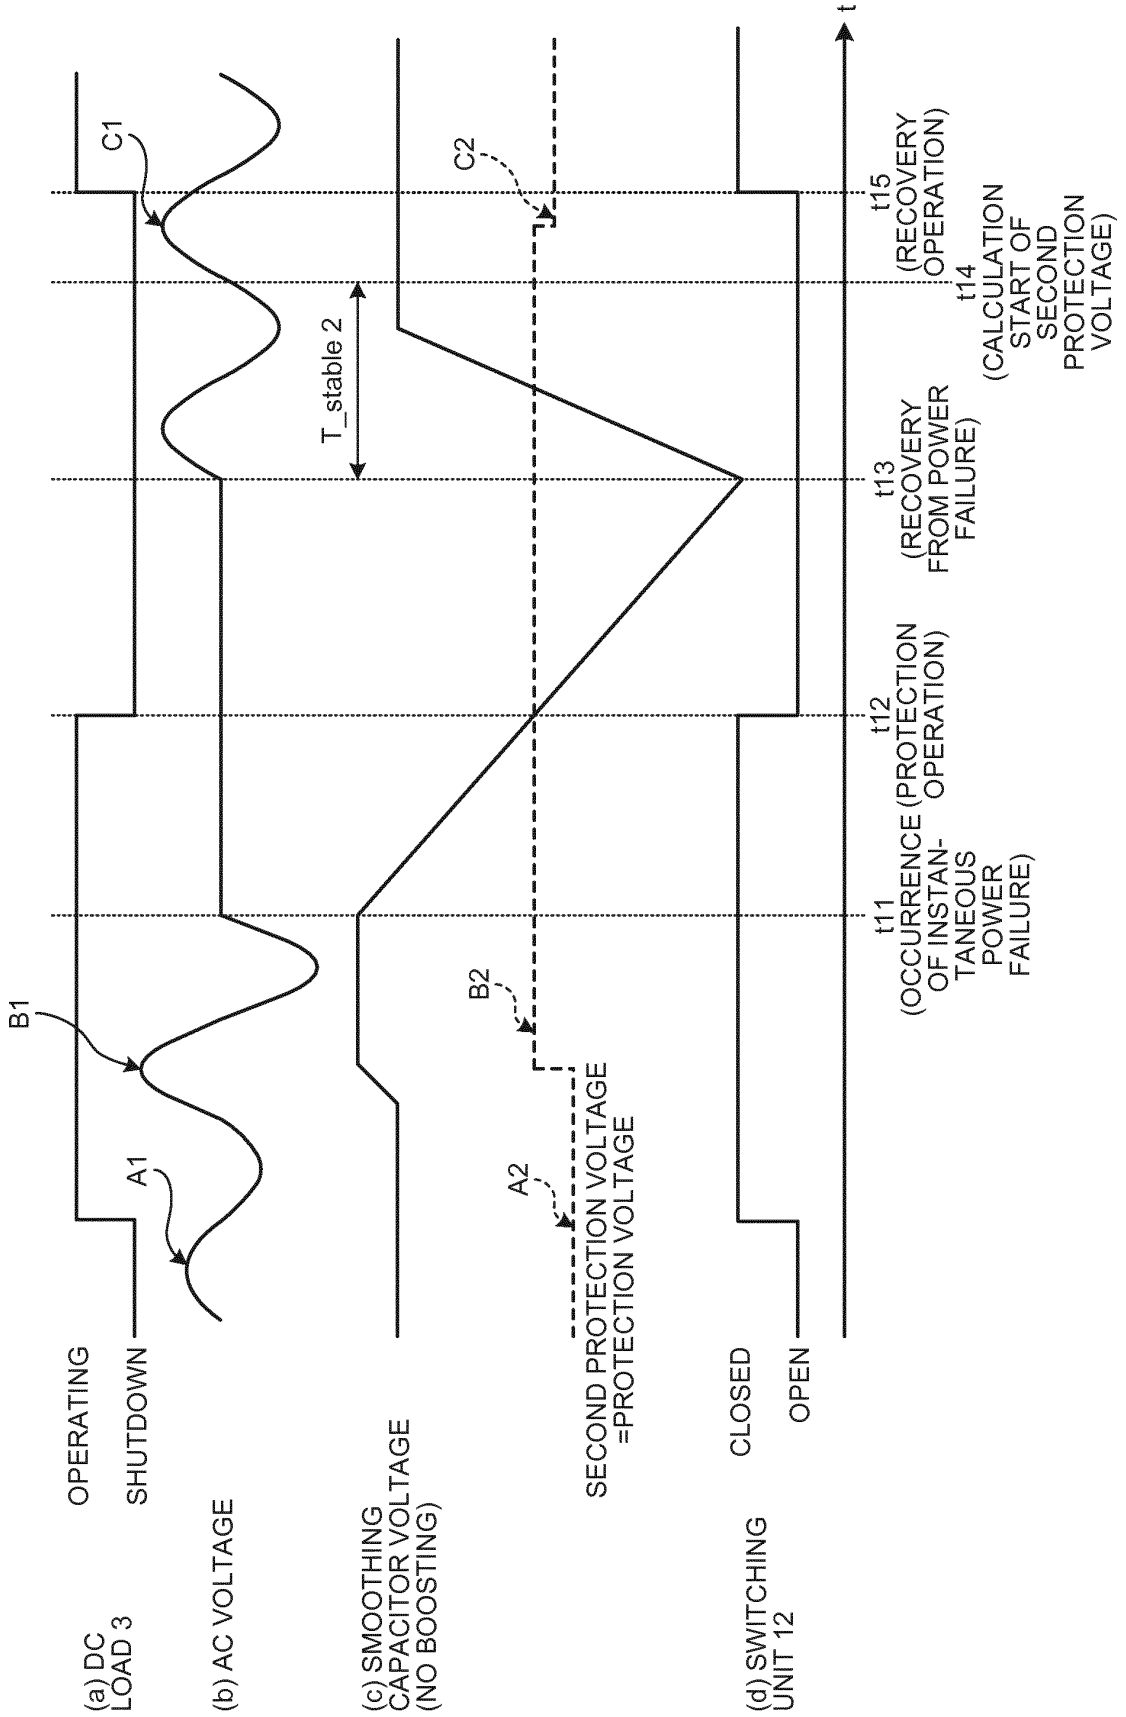 (a) DC
LOAD 3
OPERATING
SHUTDOWN
(b) AC VOLTAGE
A1
B1
C1
T_stable 2
(c) SMOOTHING
CAPACITOR VOLTAGE
(NO BOOSTING)
A2
B2
C2
SECOND PROTECTION VOLTAGE
=PROTECTION VOLTAGE
(d) SWITCHING
UNIT 12
CLOSED
OPEN
t11
(OCCURRENCE
OF INSTAN-
TANEOUS
POWER
FAILURE)
t12
(PROTECTION
OPERATION)
t13
(RECOVERY
FROM POWER
FAILURE)
t14
(CALCULATION
START OF
SECOND
PROTECTION
VOLTAGE)
t15
(RECOVERY
OPERATION)
t